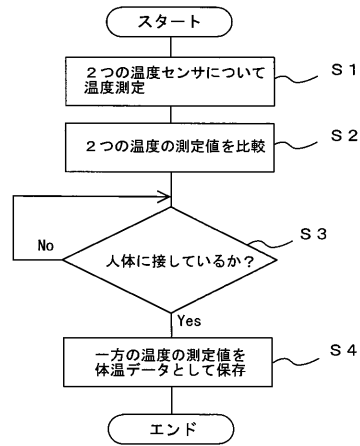 スタート
２つの温度センサについて
温度測定
Ｓ１
２つの温度の測定値を比較
Ｓ２
人体に接しているか？
Ｓ３
No
Yes
一方の温度の測定値を
体温データとして保存
Ｓ４
エンド